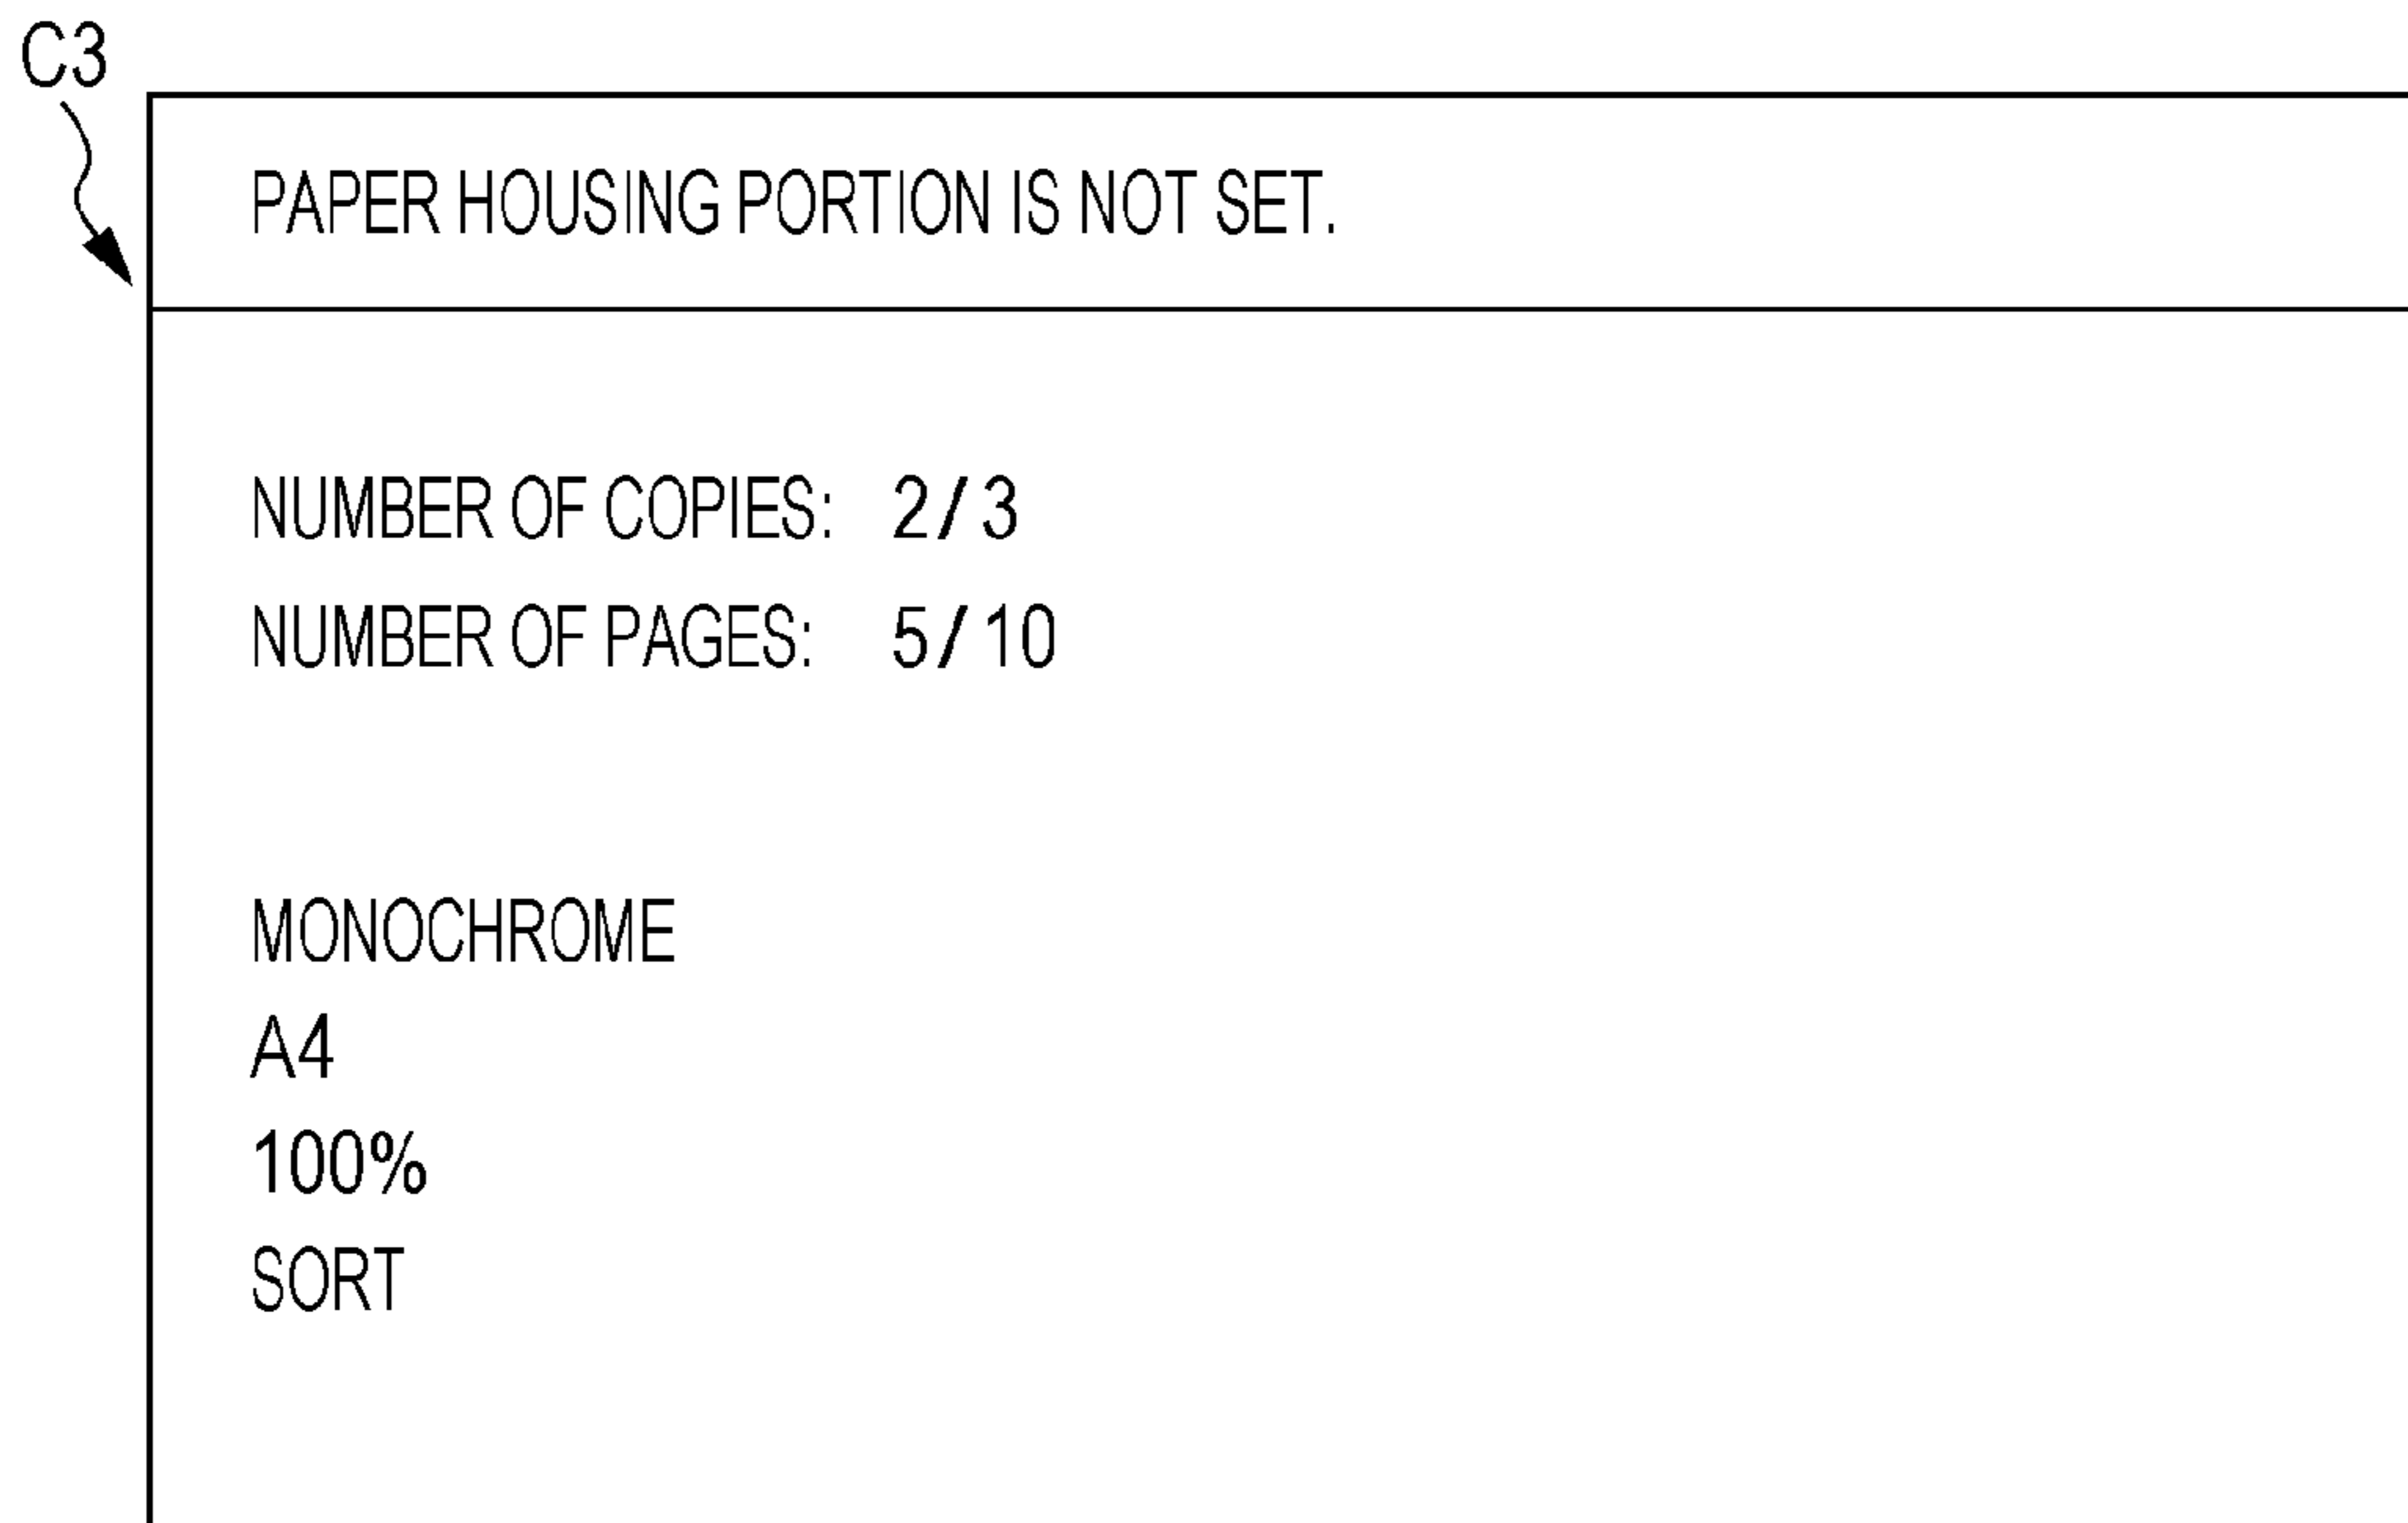 C3
PAPER HOUSING PORTION IS NOT SET.
NUMBER OF COPIES: 2/3
NUMBER OF PAGES: 5/10
MONOCHROME
A4
100%
SORT